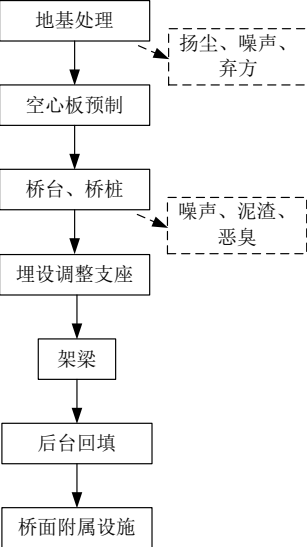 地基处理
扬尘、噪声、
弃方
空心板预制
桥台、桥桩
噪声、泥渣、
恶臭
埋设调整支座
架梁
后台回填
桥面附属设施